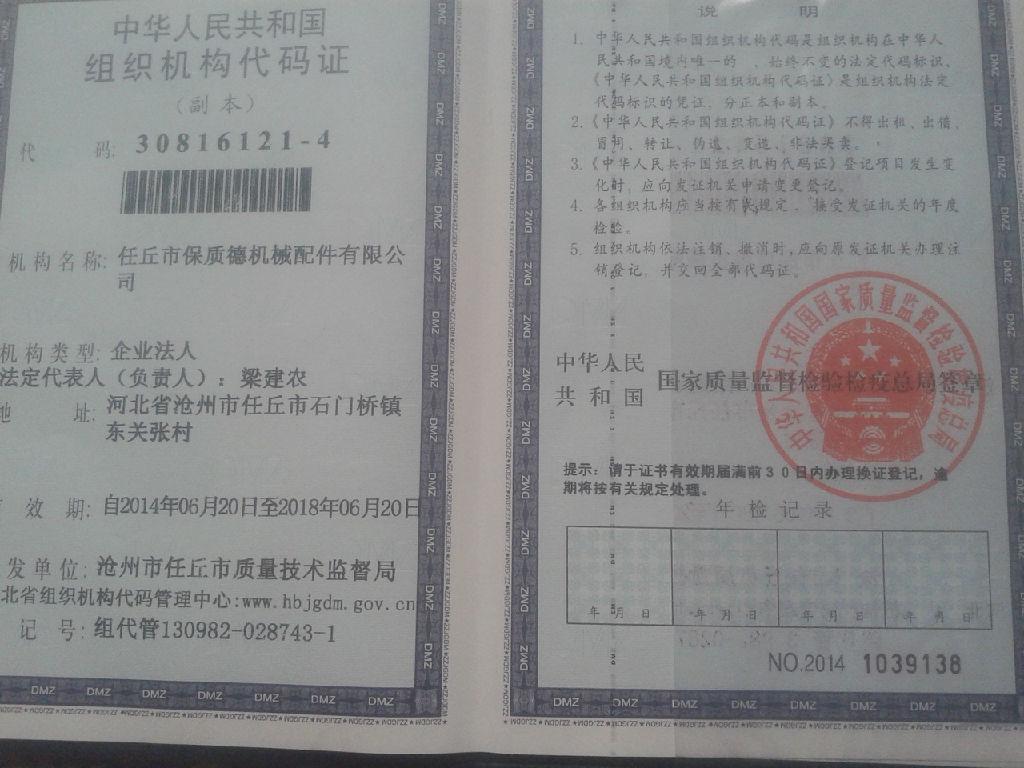 中华人民共和国
组织机构代码证
（副本）
代 码: 30816121-4
机构名称: 任丘市保质德机械配件有限公
司
机构类型: 企业法人
法定代表人（负责人）：梁建农
地 址: 河北省沧州市任丘市石门桥镇
东关张村
效 期: 自2014年06月20日至2018年06月20日
发单位: 沧州市任丘市质量技术监督局
北省组织机构代码管理中心:www.hbjgdm.gov.cn
记 号: 组代管130982-028743-1
说 明
1. 中华人民共和国组织机构代码是组织机构在中华人
民共和国境内唯一的、始终不变的法定代码标识，
《中华人民共和国组织机构代码证》是组织机构法定
代码标识的凭证，分正本和副本。
2.《中华人民共和国组织机构代码证》不得出租、出借、
冒用、转让、伪造、变造、非法买卖。
3.《中华人民共和国组织机构代码证》登记项目发生变
化时，应向发证机关申请变更登记。
4. 各组织机构应当按有关规定，接受发证机关的年度
检验。
5. 组织机构依法注销、撤消时，应向原发证机关办理注
销登记，并交回全部代码证。
中华人民
共和国 国家质量监督检验检疫总局签章
中华人民共和国国家质量监督检验检疫总局
提示：请于证书有效期届满前30日内办理换证登记，逾
期将按有关规定处理。
年检记录
年 月 日 年 月 日 年 月 日 年 月 日
NO.2014 1039138
DMZ